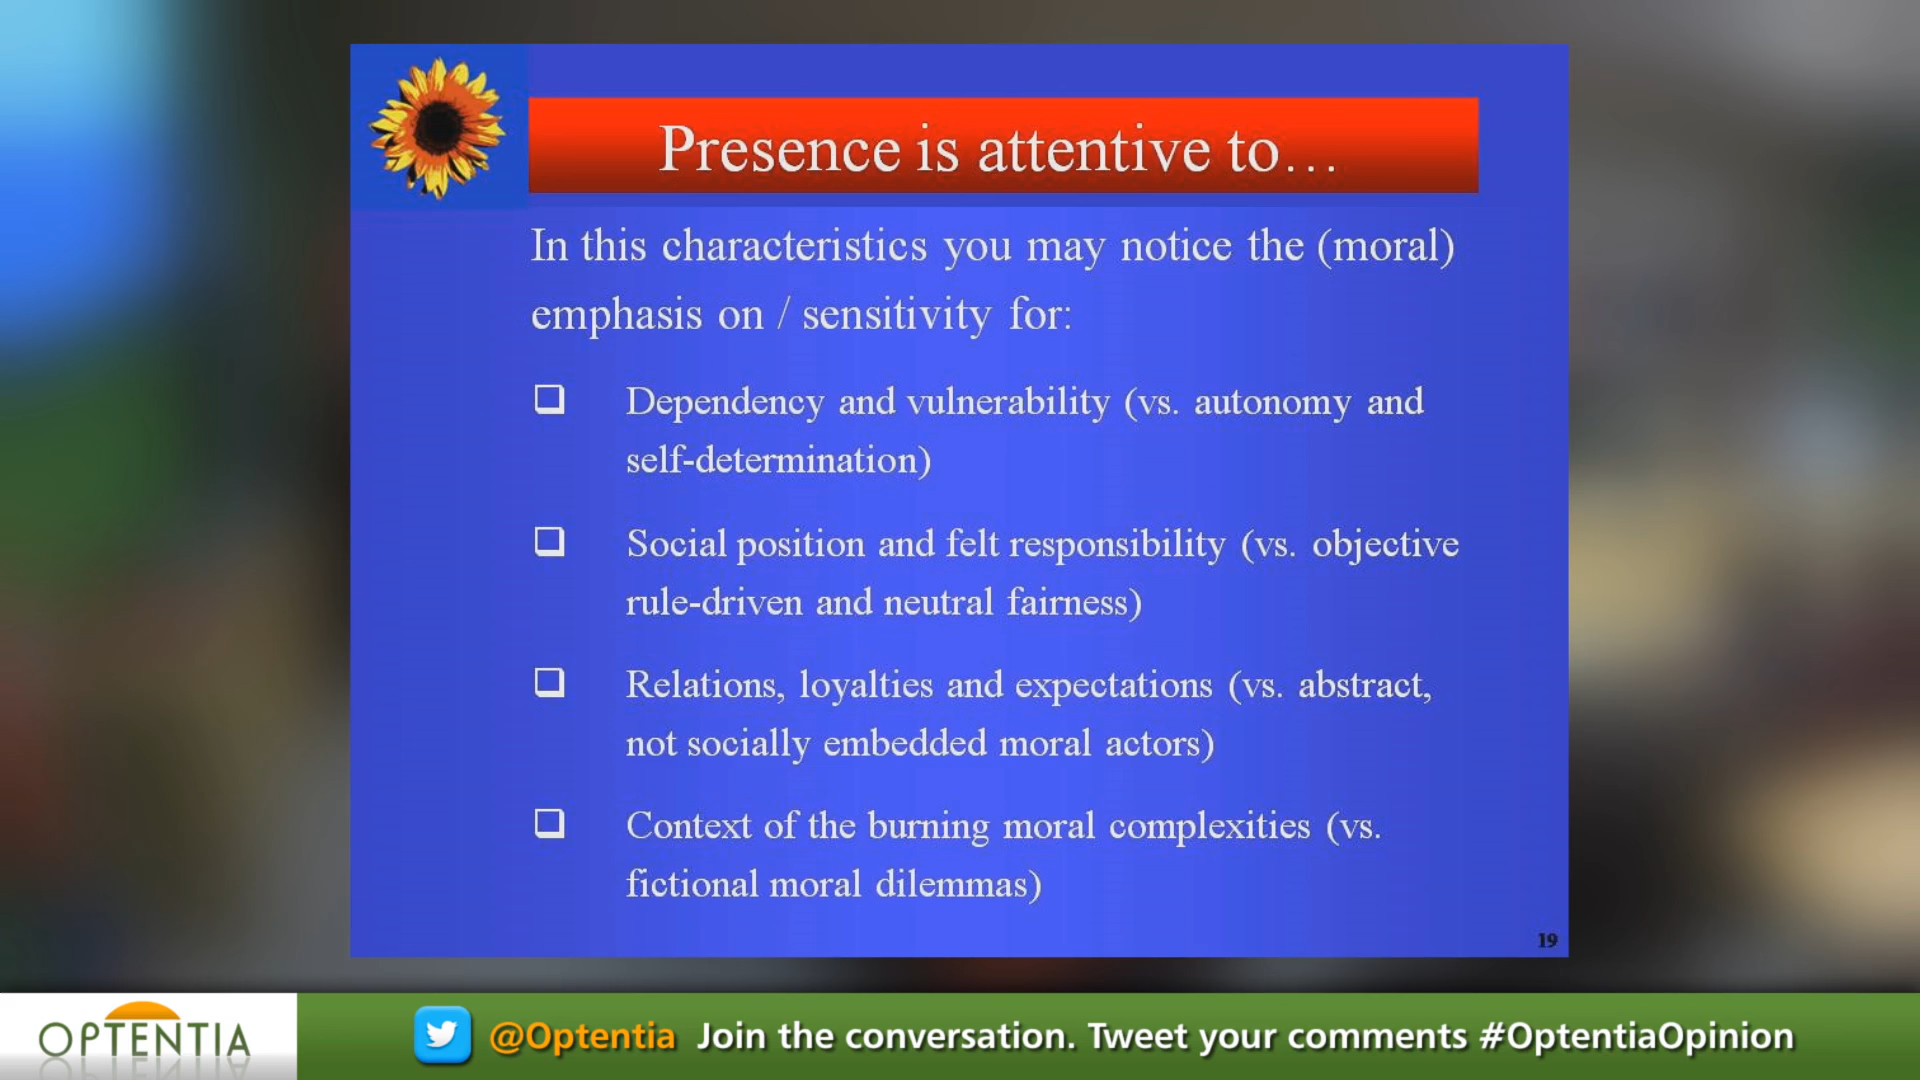 Presence is attentive to...
In this characteristics you may notice the (moral)
emphasis on / sensitivity for:
Dependency and vulnerability (vs. autonomy and
self-determination)
Social position and felt responsibility (vs. objective
rule-driven and neutral fairness)
Relations, loyalties and expectations (vs. abstract,
not socially embedded moral actors)
Context of the burning moral complexities (vs.
fictional moral dilemmas)
19
OPTENTIA
@Optentia Join the conversation. Tweet your comments #OptentiaOpinion